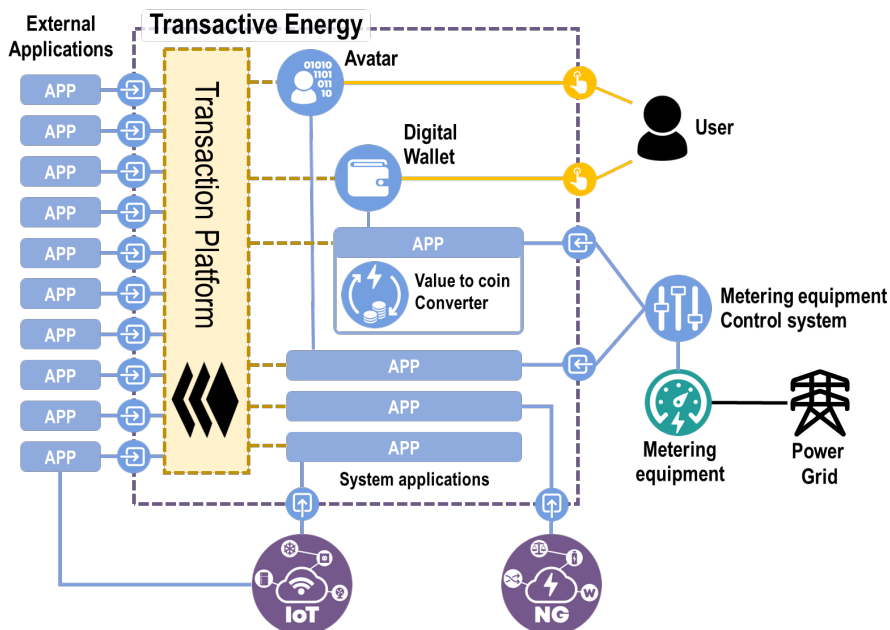 External
Applications
Transactive Energy
APP
APP
APP
APP
APP
APP
APP
APP
APP
APP
Transaction Platform
01010
1101
011
10
Avatar
Digital
Wallet
User
APP
Value to coin
Converter
APP
APP
APP
System applications
Metering equipment
Control system
Metering
equipment
Power
Grid
IoT
NG
W